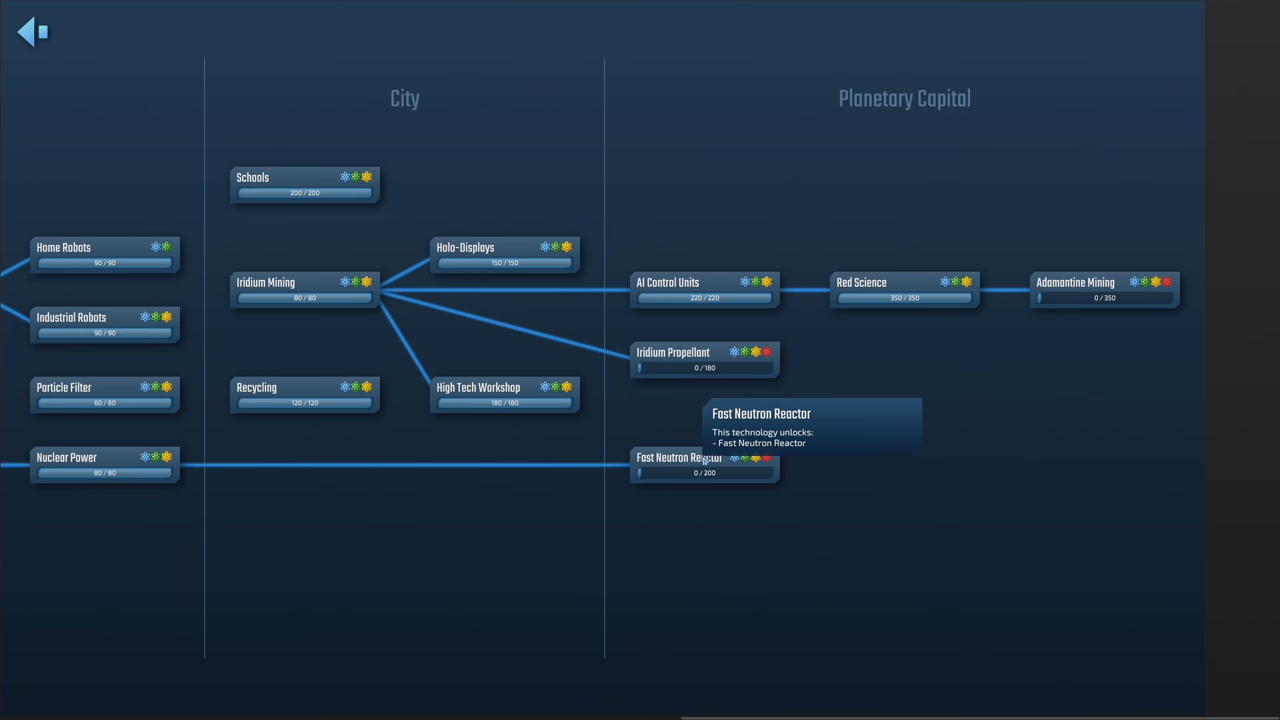 City
Planetary Capital
Schools
200 / 200
Home Robots
90 / 90
Holo-Displays
150 / 150
Iridium Mining
80 / 80
AI Control Units
220 / 220
Red Science
350 / 350
Adamantine Mining
0 / 350
Industrial Robots
90 / 90
Iridium Propellant
0 / 180
Particle Filter
60 / 60
Recycling
120 / 120
High Tech Workshop
180 / 180
Fast Neutron Reactor
This technology unlocks:
- Fast Neutron Reactor
Nuclear Power
80 / 80
Fast Neutron Reactor
0 / 200